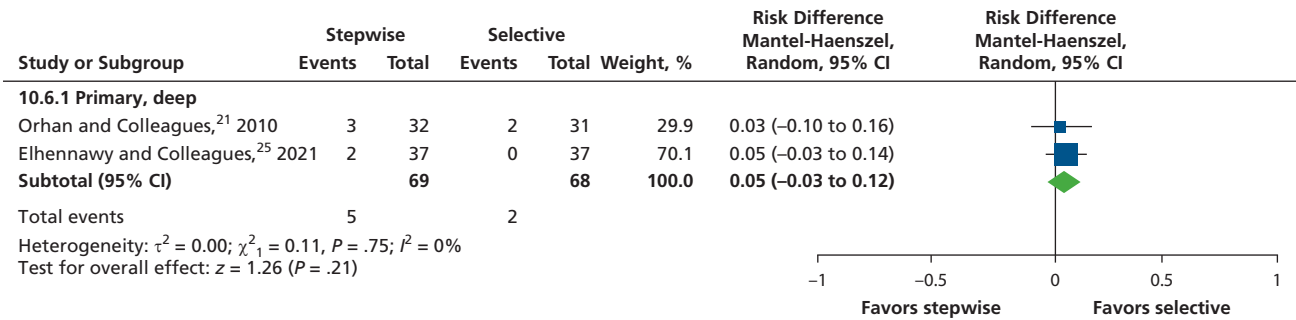 Stepwise Selective Risk Difference Mantel-Haenszel, Random, 95% CI Risk Difference Mantel-Haenszel, Random, 95% CI
Study or Subgroup Events Total Events Total Weight, %
10.6.1 Primary, deep
Orhan and Colleagues,²¹ 2010 3 32 2 31 29.9 0.03 (–0.10 to 0.16)
Elhennawy and Colleagues,²⁵ 2021 2 37 0 37 70.1 0.05 (–0.03 to 0.14)
Subtotal (95% CI) 69 68 100.0 0.05 (–0.03 to 0.12)
Total events 5 2
Heterogeneity: τ² = 0.00; χ²₁ = 0.11, P = .75; I² = 0%
Test for overall effect: z = 1.26 (P = .21)
–1 –0.5 0 0.5 1
Favors stepwise Favors selective